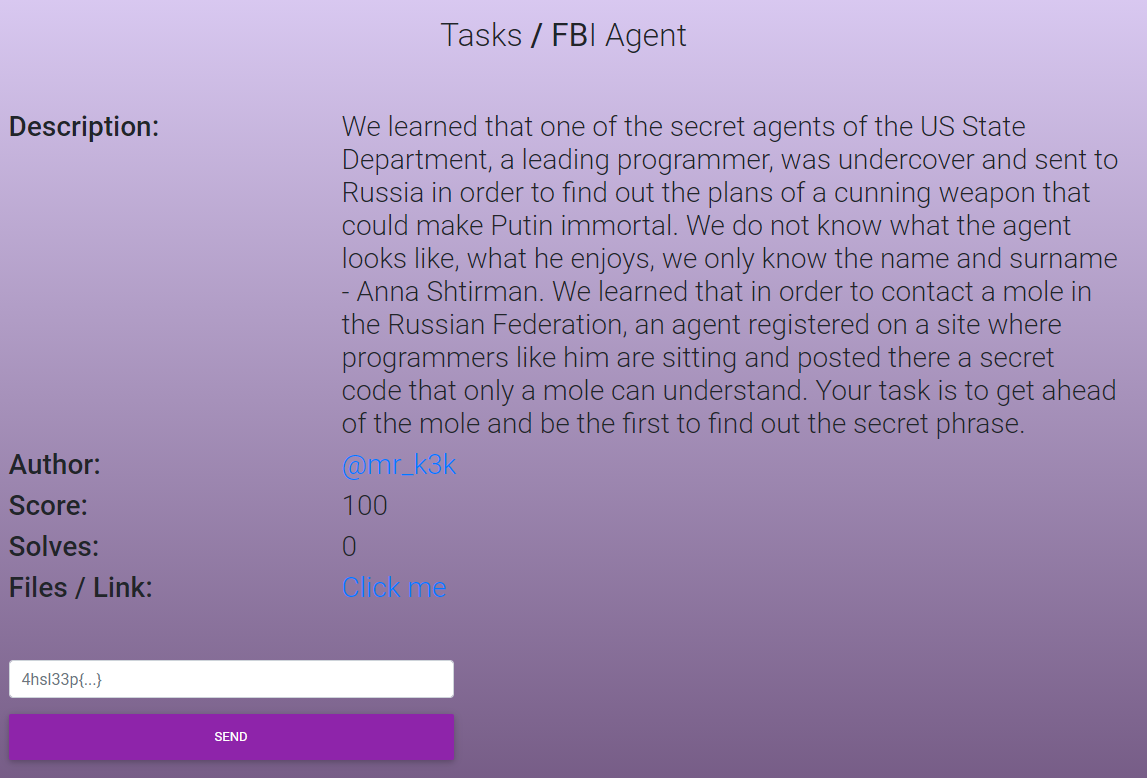 Tasks / FBI Agent
Description:
We learned that one of the secret agents of the US State
Department, a leading programmer, was undercover and sent to
Russia in order to find out the plans of a cunning weapon that
could make Putin immortal. We do not know what the agent
looks like, what he enjoys, we only know the name and surname
- Anna Shtirman. We learned that in order to contact a mole in
the Russian Federation, an agent registered on a site where
programmers like him are sitting and posted there a secret
code that only a mole can understand. Your task is to get ahead
of the mole and be the first to find out the secret phrase.
Author: @mr_k3k
Score: 100
Solves: 0
Files / Link: Click me
4hsl33p{...}
SEND